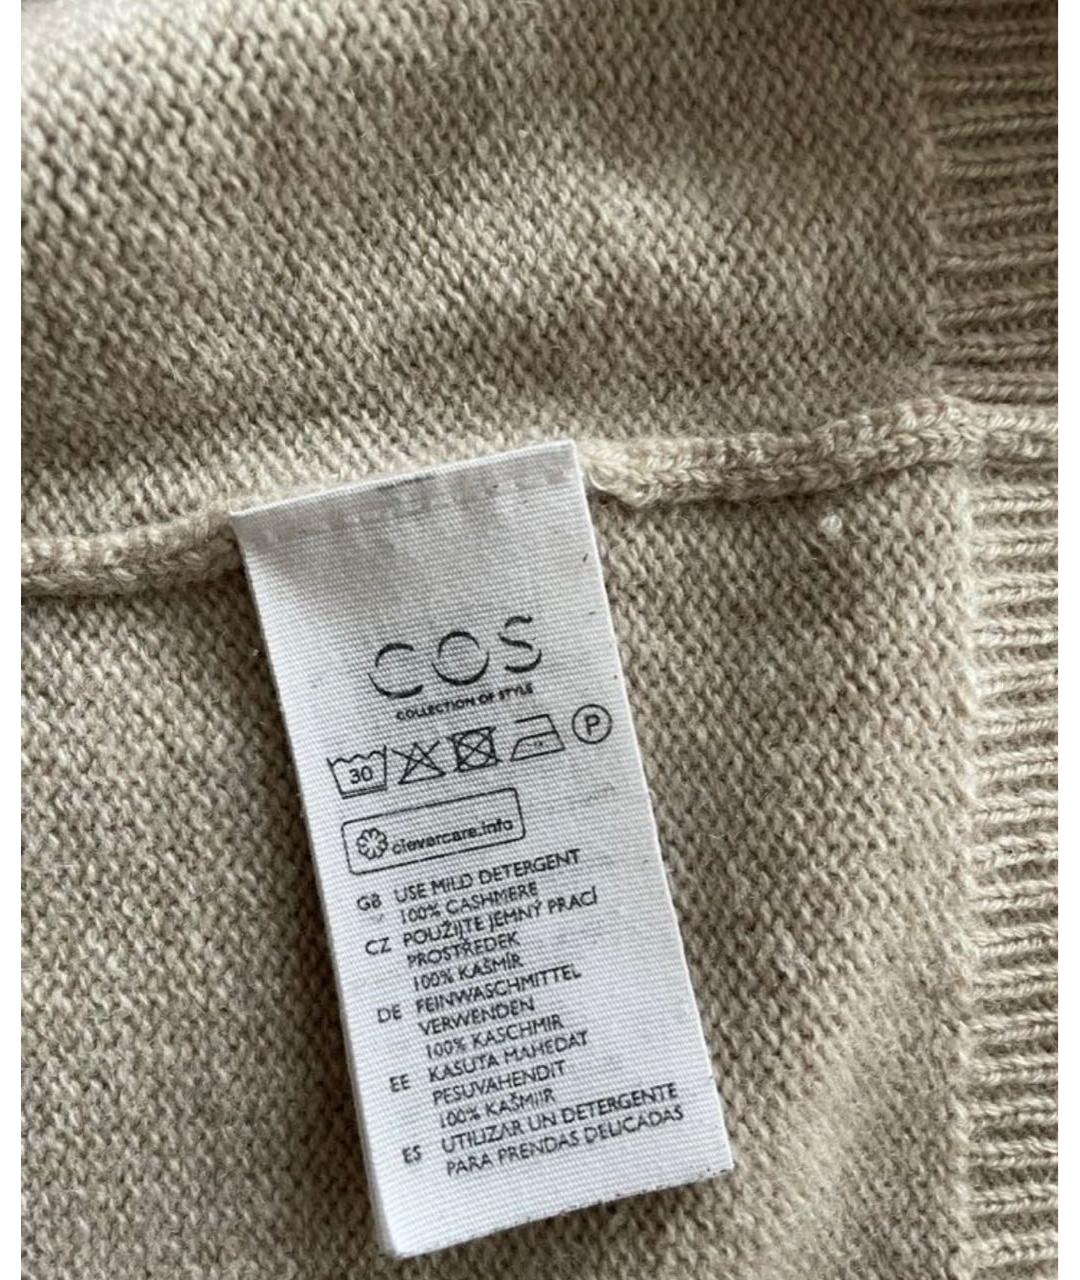 COS
COLLECTION OF STYLE
30 P
clevercare.info
GB USE MILD DETERGENT
100% CASHMERE
CZ POUŽIJTE JEMNÝ PRACÍ
PROSTŘEDEK
100% KAŠMÍR
DE FEINWASCHMITTEL
VERWENDEN
100% KASCHMIR
EE KASUTA MAHEDAT
PESUVAHENDIT
100% KAŠMIIR
ES UTILIZAR UN DETERGENTE
PARA PRENDAS DELICADAS